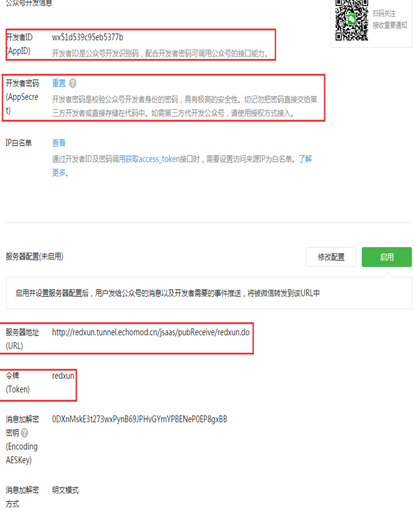 公众号开发信息
扫码关注
接收重要通知
开发者ID
(AppID)
wx51d539c95eb5377b
开发者ID是公众号开发识别码，配合开发者密码可调用公众号的接口能力。
开发者密码
(AppSecre
t)
重置
开发者密码是校验公众号开发者身份的密码，具有极高的安全性。切记勿把密码直接交给第
三方开发者或直接存储在代码中。如需第三方代开发公众号，请使用授权方式接入。
IP白名单
查看
通过开发者ID及密码调用获取access_token接口时，需要设置访问来源IP为白名单。了解
更多。
服务器配置(未启用)
修改配置
启用
启用并设置服务器配置后，用户发给公众号的消息以及开发者需要的事件推送，将被微信转发到该URL中
服务器地址
(URL)
http://redxun.tunnel.echomod.cn/jsaas/pubReceive/redxun.do
令牌
(Token)
redxun
消息加解密
密钥
(Encoding
AESKey)
0DXnMskE3t273wxPynB69JPHvGYmYPBENeP0EP8gxBB
消息加解密
方式
明文模式